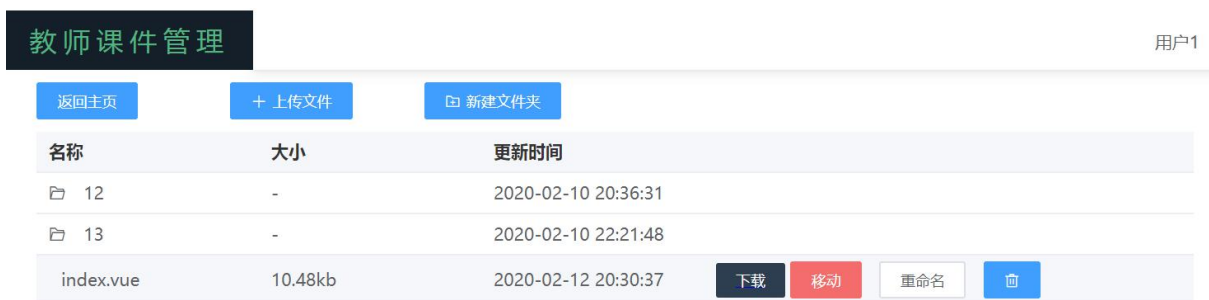 教师课件管理 用户1
返回主页 上传文件 新建文件夹
名称 大小 更新时间
12 - 2020-02-10 20:36:31
13 - 2020-02-10 22:21:48
index.vue 10.48kb 2020-02-12 20:30:37 下载 移动 重命名